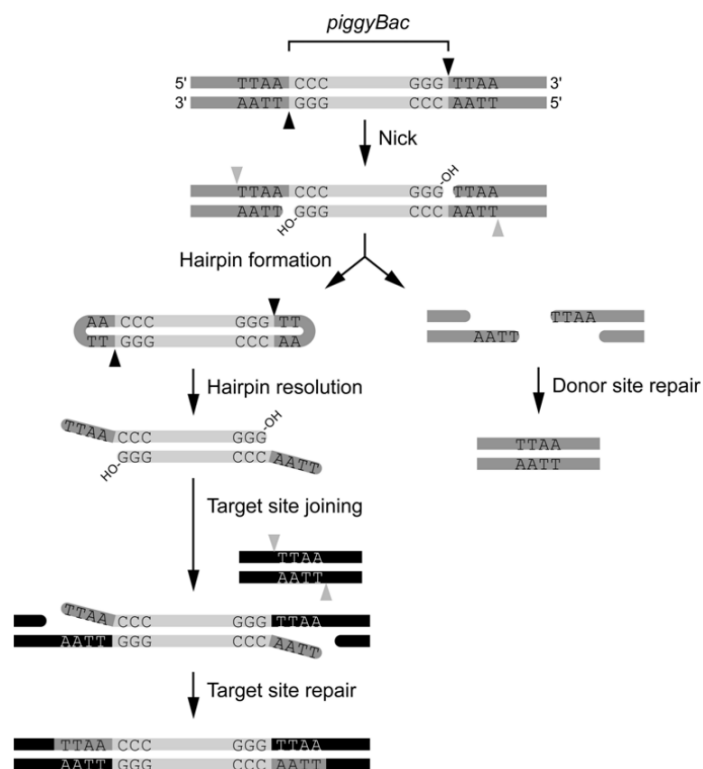 piggyBac
5' TTAA CCC GGG TTAA 3'
3' AATT GGG CCC AATT 5'
Nick
-OH
TTAA CCC GGG TTAA
AATT GGG CCC AATT
HO-
Hairpin formation
AA CCC GGG TT
TT GGG CCC AA
TTAA
AATT
Hairpin resolution
Donor site repair
-OH
TTAA CCC GGG
GGG CCC AATT
HO-
TTAA
AATT
Target site joining
TTAA
AATT
TTAA CCC GGG TTAA
AATT GGG CCC AATT
Target site repair
TTAA CCC GGG TTAA
AATT GGG CCC AATT